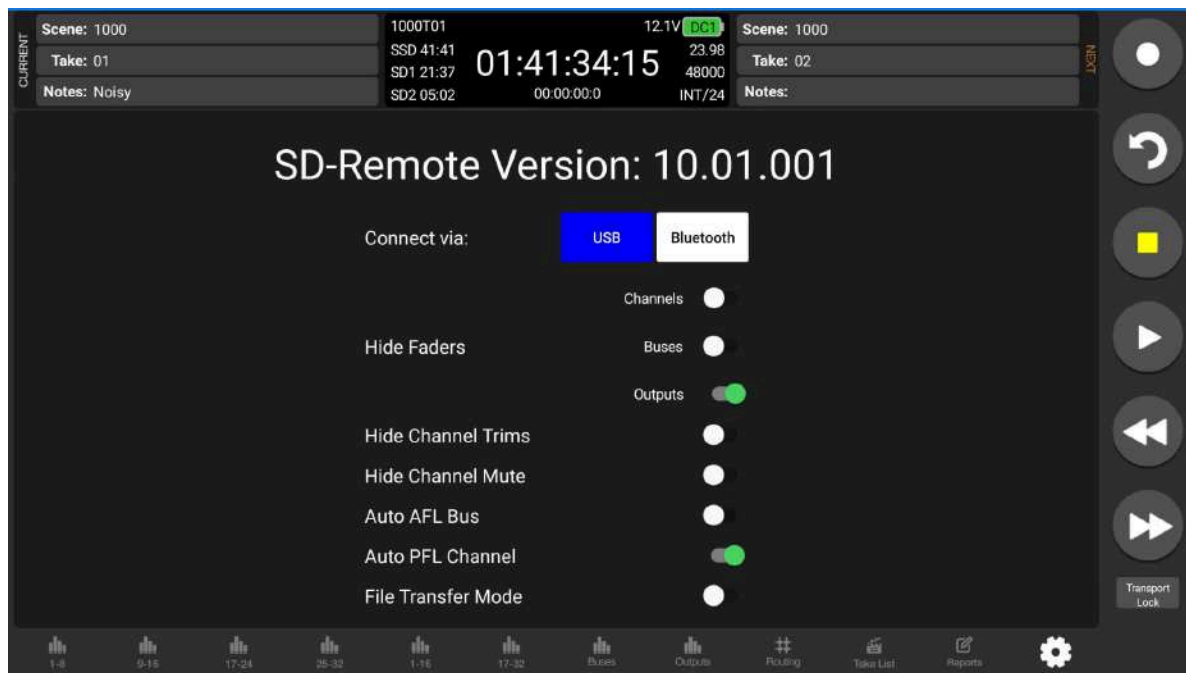 CURRENT
Scene: 1000
Take: 01
Notes: Noisy
1000T01
SSD 41:41
SD1 21:37
SD2 05:02
01:41:34:15
00:00:00:0
12.1V DC1
23.98
48000
INT/24
Scene: 1000
Take: 02
Notes:
NEXT
SD-Remote Version: 10.01.001
Connect via:
USB
Bluetooth
Channels
Hide Faders
Buses
Outputs
Hide Channel Trims
Hide Channel Mute
Auto AFL Bus
Auto PFL Channel
File Transfer Mode
Transport
Lock
1-8
9-16
17-24
25-32
1-16
17-32
Buses
Outputs
Routing
Take List
Reports